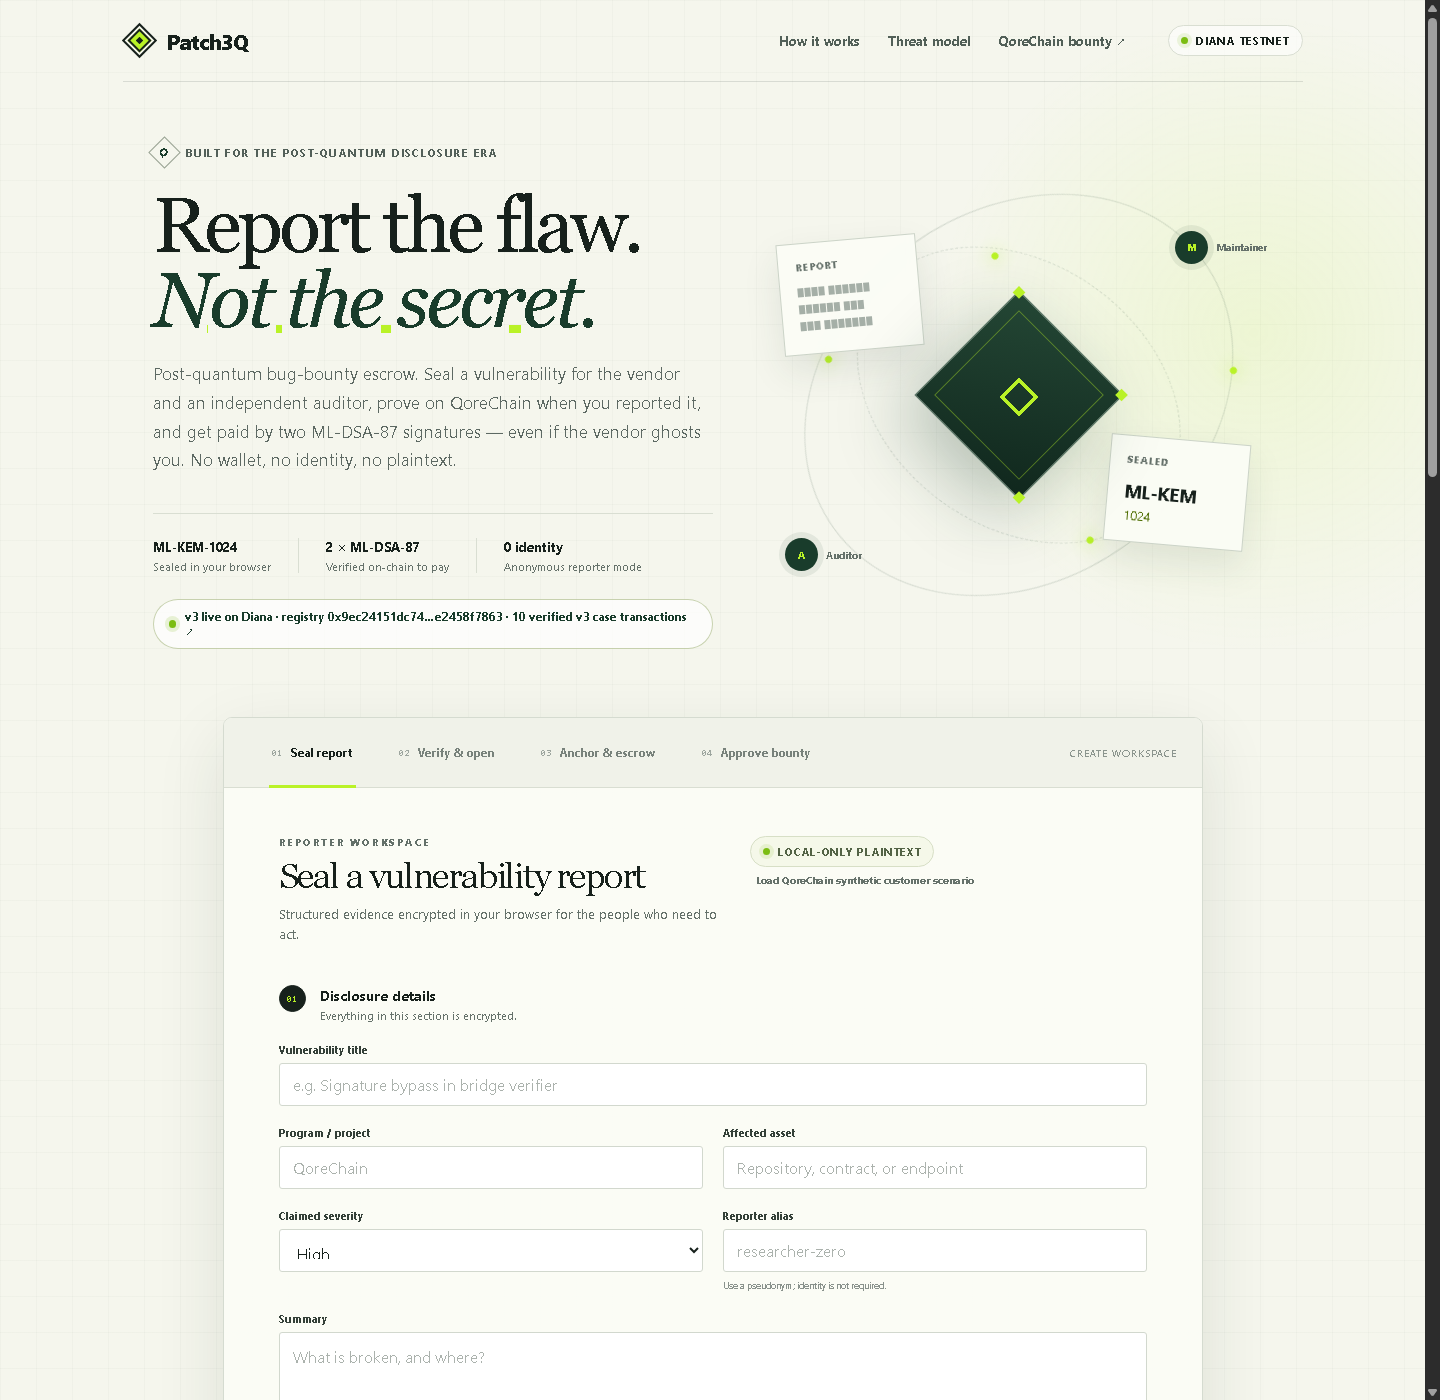 Patch3Q
How it works
Threat model
QoreChain bounty ↗
DIANA TESTNET
BUILT FOR THE POST-QUANTUM DISCLOSURE ERA
Report the flaw.
Not the secret.
Post-quantum bug-bounty escrow. Seal a vulnerability for the vendor
and an independent auditor, prove on QoreChain when you reported it,
and get paid by two ML-DSA-87 signatures — even if the vendor ghosts
you. No wallet, no identity, no plaintext.
ML-KEM-1024
Sealed in your browser
2 × ML-DSA-87
Verified on-chain to pay
0 identity
Anonymous reporter mode
v3 live on Diana · registry 0x9ec24151dc74…e2458f7863 · 10 verified v3 case transactions
↗
REPORT
M
Maintainer
SEALED
ML-KEM
1024
A
Auditor
01 Seal report
02 Verify & open
03 Anchor & escrow
04 Approve bounty
CREATE WORKSPACE
REPORTER WORKSPACE
Seal a vulnerability report
Structured evidence encrypted in your browser for the people who need to
act.
LOCAL-ONLY PLAINTEXT
Load QoreChain synthetic customer scenario
01
Disclosure details
Everything in this section is encrypted.
Vulnerability title
e.g. Signature bypass in bridge verifier
Program / project
QoreChain
Affected asset
Repository, contract, or endpoint
Claimed severity
High
Reporter alias
researcher-zero
Use a pseudonym; identity is not required.
Summary
What is broken, and where?